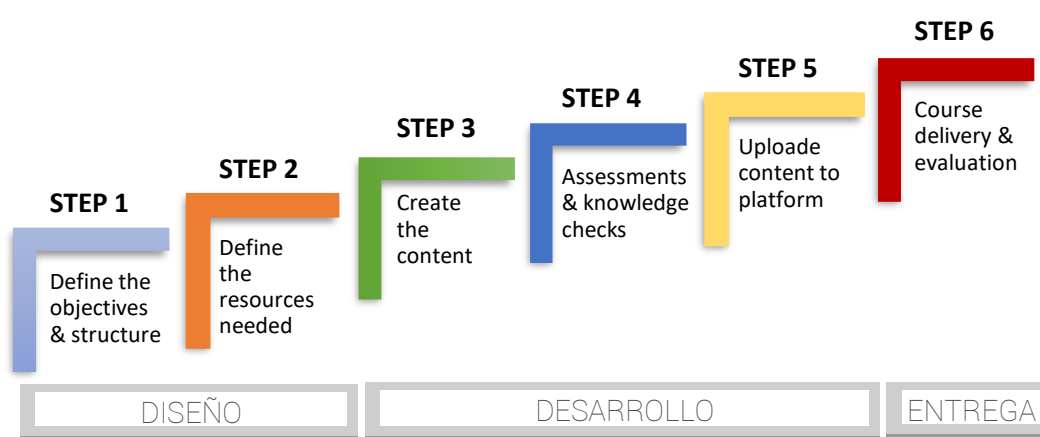 STEP 1
Define the
objectives
& structure
STEP 2
Define
the
resources
needed
STEP 3
Create
the
content
STEP 4
Assessments
& knowledge
checks
STEP 5
Uploade
content to
platform
STEP 6
Course
delivery &
evaluation
DISEÑO
DESARROLLO
ENTREGA